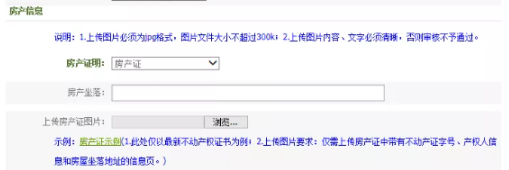 房产信息
说明：1.上传图片必须为jpg格式，图片文件大小不超过300k；2.上传图片内容、文字必须清晰，否则审核不予通过。
房产证明： 房产证
房产坐落：
上传房产证图片： 浏览...
示例：房产证示例(1.此处仅以最新不动产权证书为例；2.上传图片要求：仅需上传房产证中带有不动产证字号、产权人信
息和房屋坐落地址的信息页。)